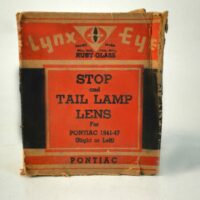 Lynx Eye
RUBY-GLASS
STOP
and
TAIL LAMP
LENS
For
PONTIAC 1941-47
(Right or Left)
PONTIAC